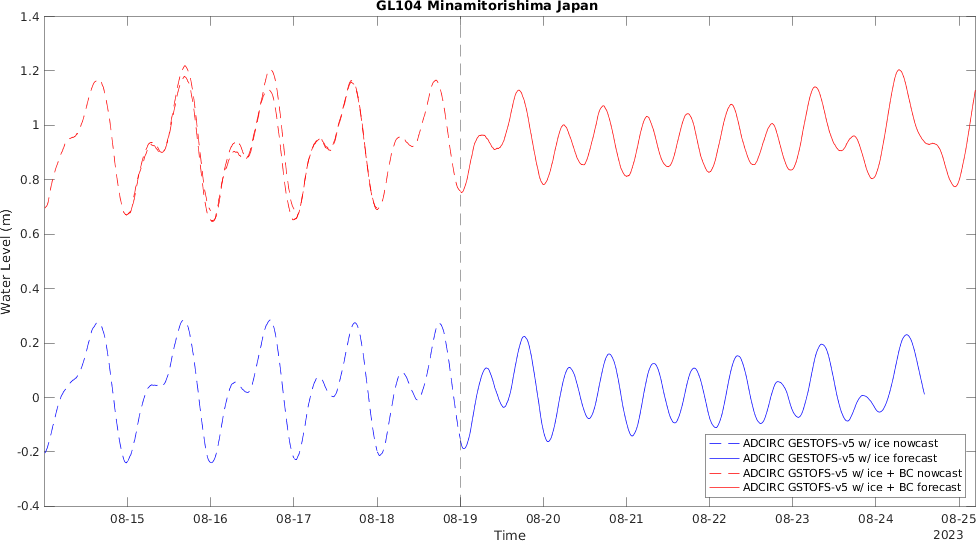 GL104 Minamitorishima Japan
1.4
1.2
1
0.8
0.6
0.4
0.2
0
-0.2
-0.4
Water Level (m)
ADCIRC GESTOFS-v5 w/ ice nowcast
ADCIRC GESTOFS-v5 w/ ice forecast
ADCIRC GSTOFS-v5 w/ ice + BC nowcast
ADCIRC GSTOFS-v5 w/ ice + BC forecast
08-15 08-16 08-17 08-18 08-19 08-20 08-21 08-22 08-23 08-24 08-25
Time
2023